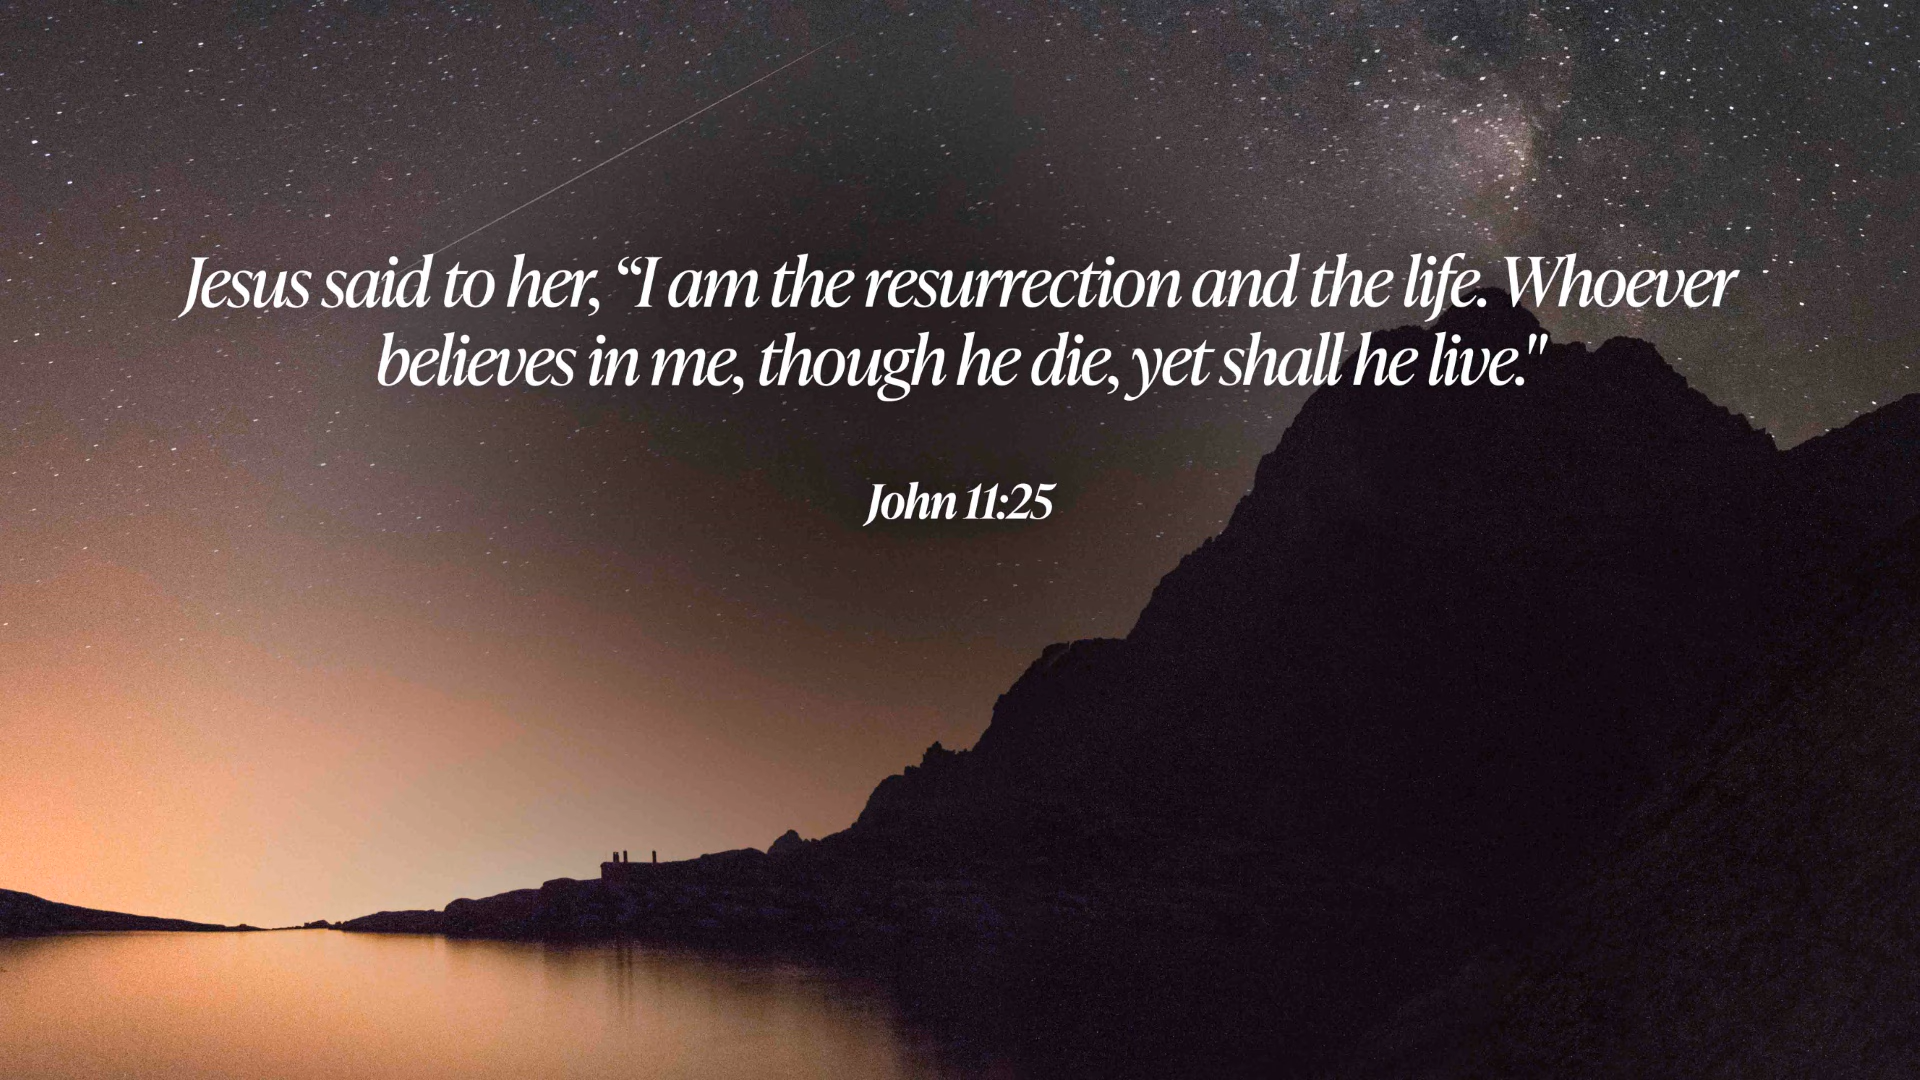 Jesus said to her, “I am the resurrection and the life. Whoever
believes in me, though he die, yet shall he live."
John 11:25